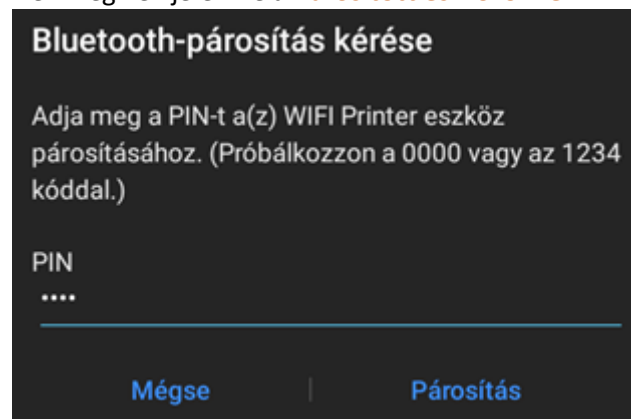 Bluetooth-párosítás kérése
Adja meg a PIN-t a(z) WIFI Printer eszköz
párosításához. (Próbálkozzon a 0000 vagy az 1234
kóddal.)
PIN
••••
Mégse | Párosítás